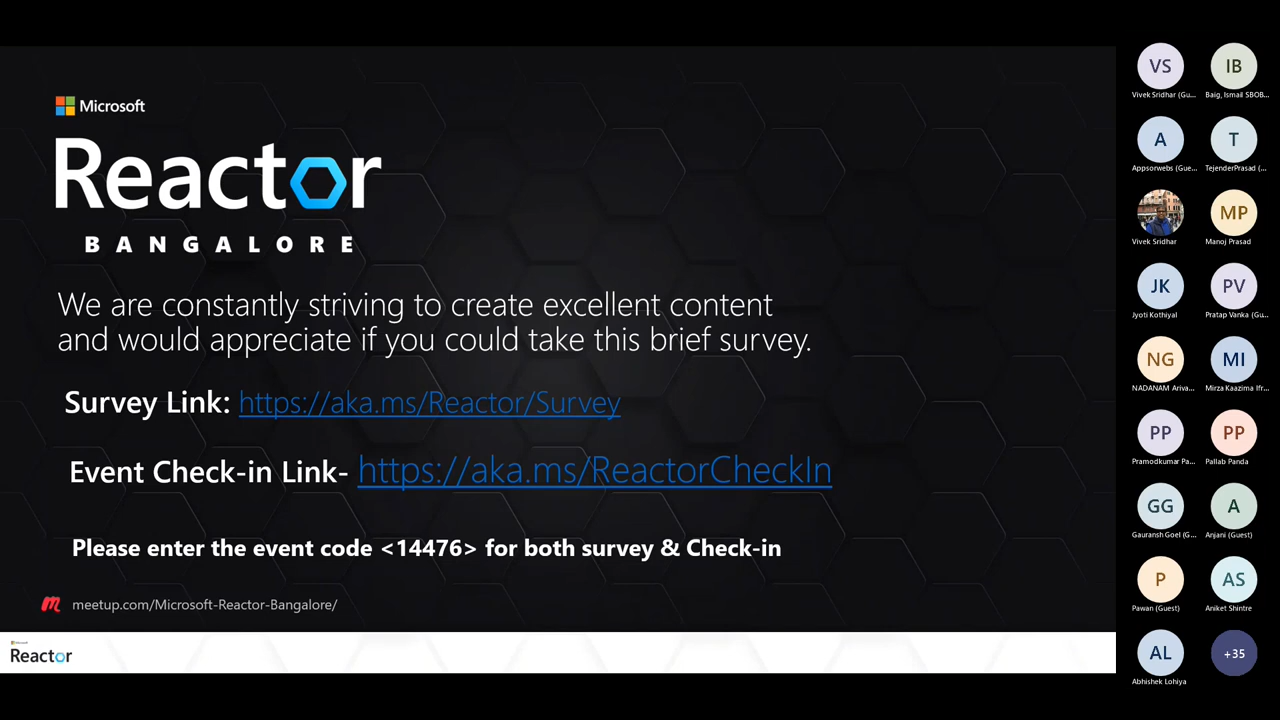 Microsoft
Reactor
BANGALORE
We are constantly striving to create excellent content
and would appreciate if you could take this brief survey.
Survey Link: https://aka.ms/Reactor/Survey
Event Check-in Link- https://aka.ms/ReactorCheckIn
Please enter the event code <14476> for both survey & Check-in
meetup.com/Microsoft-Reactor-Bangalore/
Microsoft
Reactor
VS IB
Vivek Sridhar (Gu... Baig, Ismail SBOB...
A T
Appsorwebs (Gue... TejenderPrasad (...
MP
Vivek Sridhar Manoj Prasad
JK PV
Jyoti Kothiyal Pratap Vanka (Gu...
NG MI
NADANAM Ariva... Mirza Kaazima Ifr...
PP PP
Pramodkumar Pa... Pallab Panda
GG A
Gauransh Goel (G... Anjani (Guest)
P AS
Pawan (Guest) Aniket Shintre
AL +35
Abhishek Lohiya